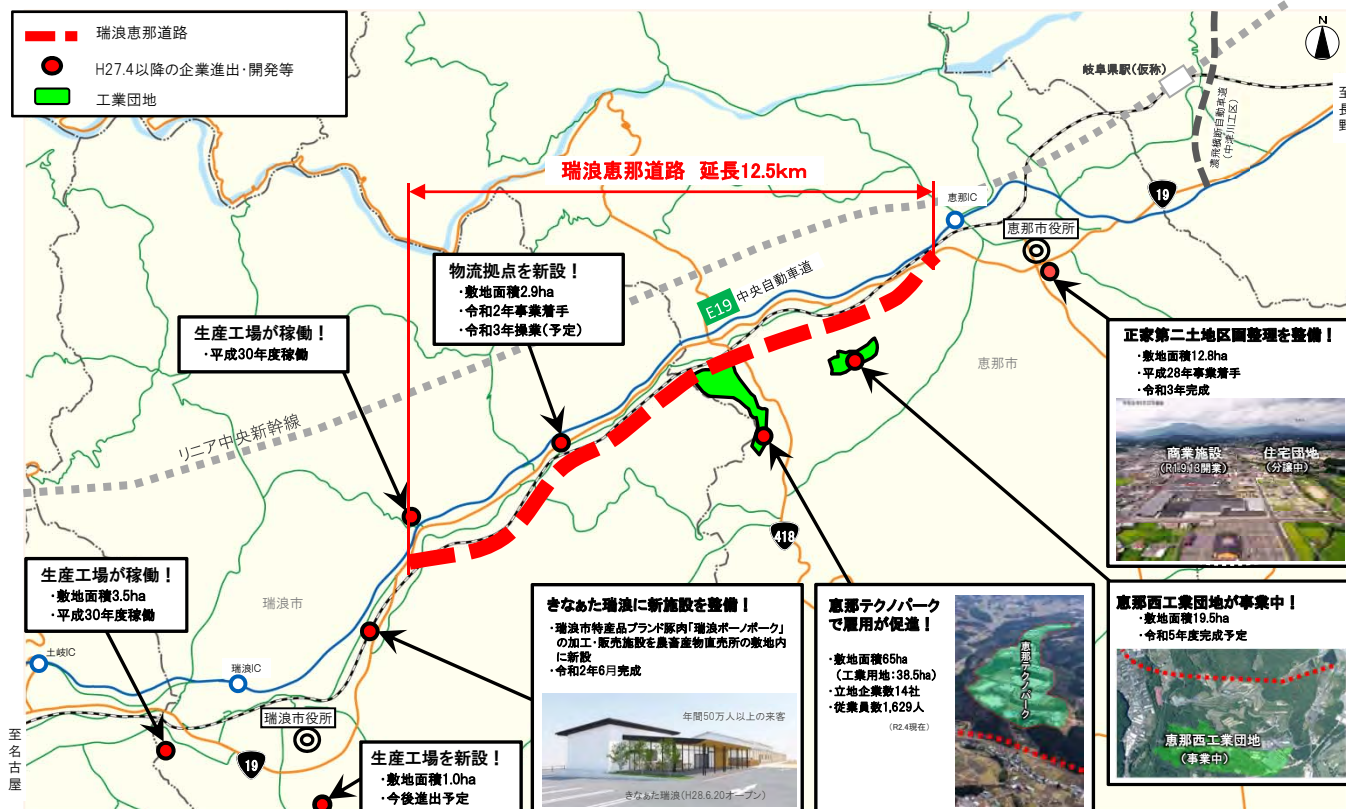 瑞浪恵那道路
H27.4以降の企業進出・開発等
工業団地
N
岐阜県駅(仮称)
至長野
濃飛横断自動車道
(中津川工区)
19
瑞浪恵那道路 延長12.5km
恵那IC
恵那市役所
物流拠点を新設！
・敷地面積2.9ha
・令和2年事業着手
・令和3年操業(予定)
E19 中央自動車道
生産工場が稼働！
・平成30年度稼働
恵那市
正家第二土地区画整理を整備！
・敷地面積12.8ha
・平成28年事業着手
・令和3年完成
商業施設
(R1.9.13開業)
住宅団地
(分譲中)
リニア中央新幹線
418
生産工場が稼働！
・敷地面積3.5ha
・平成30年度稼働
瑞浪市
土岐IC
瑞浪IC
瑞浪市役所
至名古屋
19
生産工場を新設！
・敷地面積1.0ha
・今後進出予定
きなぁた瑞浪に新施設を整備！
・瑞浪市特産品ブランド豚肉「瑞浪ボーノポーク」
の加工・販売施設を農畜産物直売所の敷地内
に新設
・令和2年6月完成
年間50万人以上の来客
きなぁた瑞浪(H28.6.20オープン)
恵那テクノパーク
で雇用が促進！
・敷地面積65ha
(工業用地:38.5ha)
・立地企業数14社
・従業員数1,629人
(R2.4現在)
恵那テクノパーク
恵那西工業団地が事業中！
・敷地面積19.5ha
・令和5年度完成予定
恵那西工業団地
(事業中)